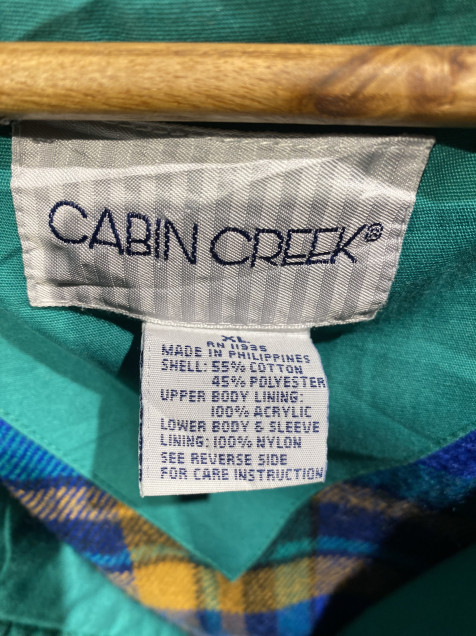 CABIN CREEK®
XL
RN 11935
MADE IN PHILIPPINES
SHELL: 55% COTTON
45% POLYESTER
UPPER BODY LINING:
100% ACRYLIC
LOWER BODY & SLEEVE
LINING: 100% NYLON
SEE REVERSE SIDE
FOR CARE INSTRUCTION